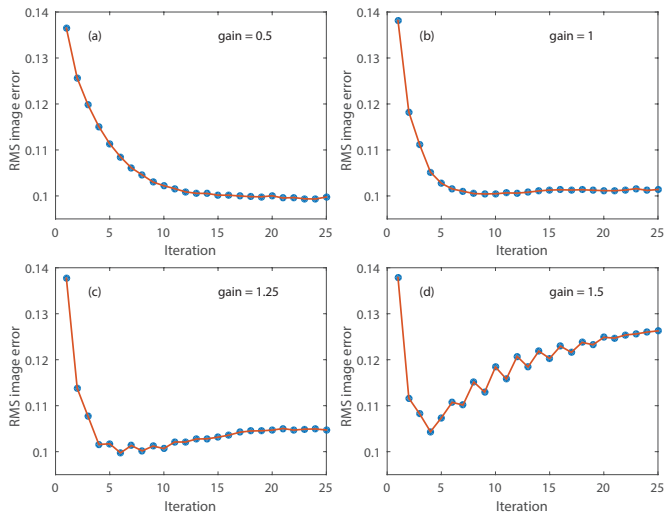 0.14
(a)
gain = 0.5
0.13
0.12
0.11
0.1
RMS image error
0
5
10
15
20
25
Iteration
0.14
(b)
gain = 1
0.13
0.12
0.11
0.1
RMS image error
0
5
10
15
20
25
Iteration
0.14
(c)
gain = 1.25
0.13
0.12
0.11
0.1
RMS image error
0
5
10
15
20
25
Iteration
0.14
(d)
gain = 1.5
0.13
0.12
0.11
0.1
RMS image error
0
5
10
15
20
25
Iteration